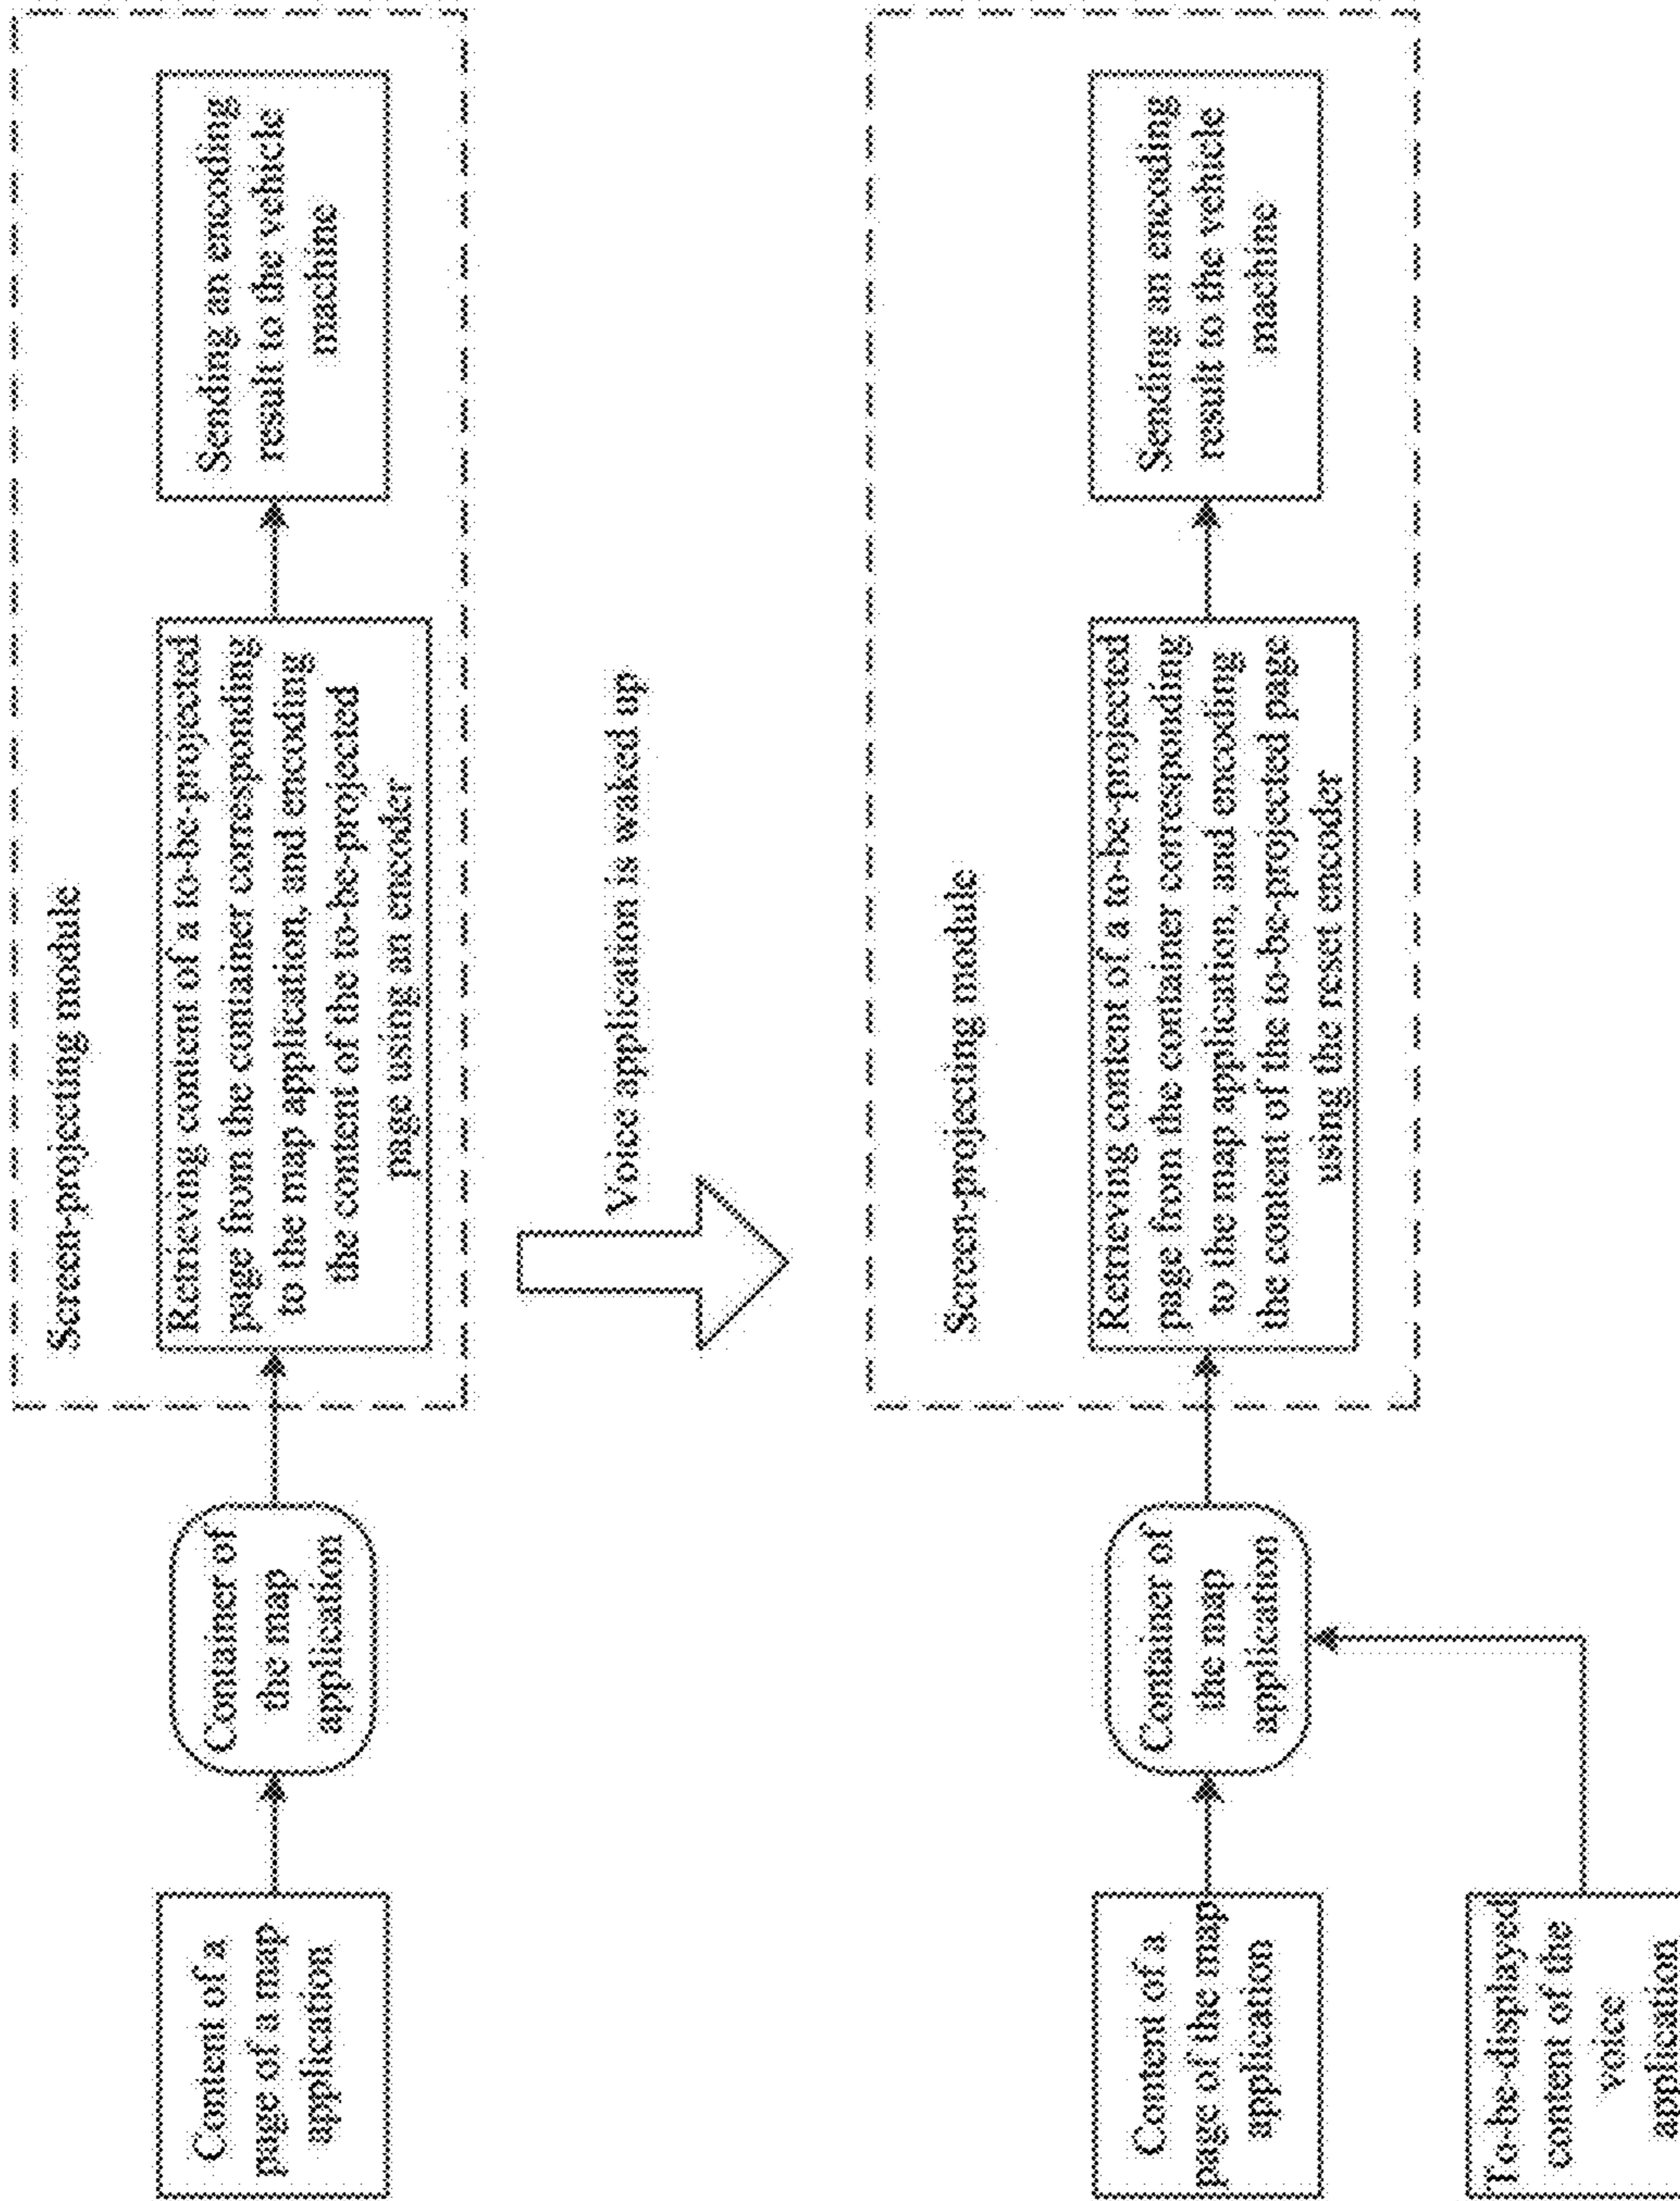 Content of a
page of a map
application
Container of
the map
application
Screen-projecting module
Retrieving content of a to-be-projected
page from the container corresponding
to the map application, and encoding
the content of the to-be-projected
page using an encoder
Sending an encoding
result to the vehicle
machine
Voice application is waked up
Content of a
page of the map
application
To-be-displayed
content of the
voice
application
Container of
the map
application
Screen-projecting module
Retrieving content of a to-be-projected
page from the container corresponding
to the map application, and encoding
the content of the to-be-projected page
using the reset encoder
Sending an encoding
result to the vehicle
machine